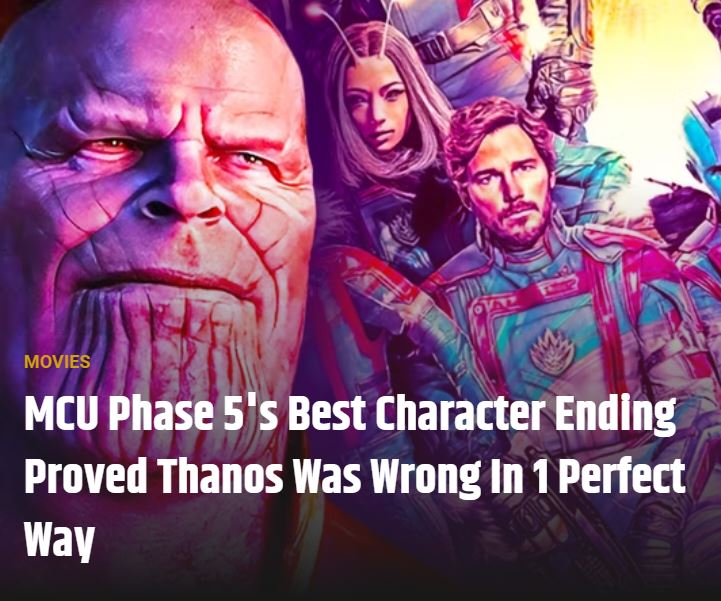 MOVIES
MCU Phase 5's Best Character Ending
Proved Thanos Was Wrong In 1 Perfect
Way